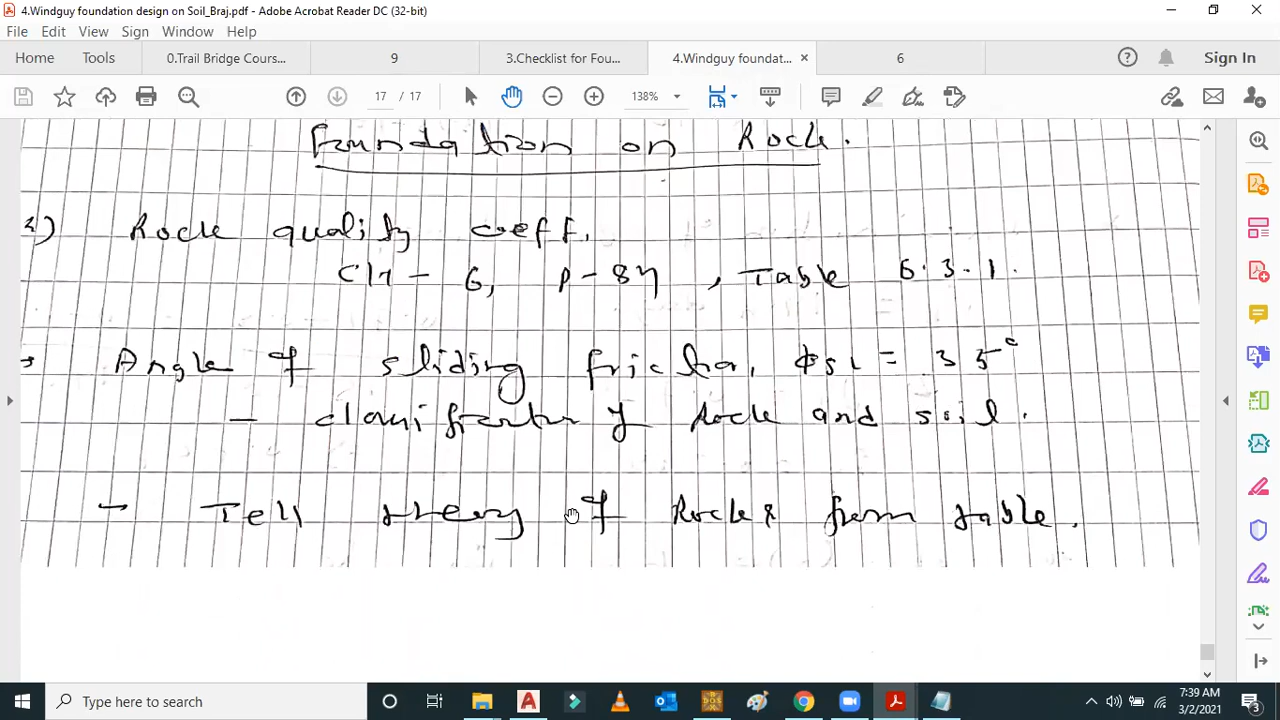 4.Windguy foundation design on Soil_Braj.pdf - Adobe Acrobat Reader DC (32-bit)
File Edit View Sign Window Help
Home Tools 0.Trail Bridge Cours... 9 3.Checklist for Fou... 4.Windguy foundat... × 6 Sign In
17 / 17 138%
Foundation on Rock.
Rock quality coeff.
6, P-84, Table 6.3.1.
Angle of sliding friction, ϕsl = 35°
- classification of Rock and soil.
- Tell theory of Rocks from table.
Type here to search
7:39 AM
3/2/2021
3